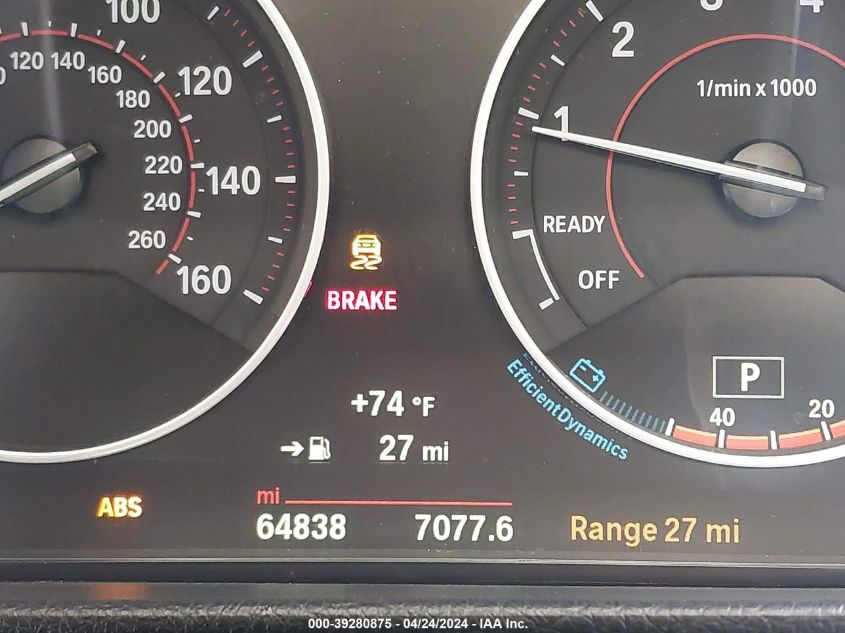 100
120
140
160
120 140
160
180
200
220
240
260
2
1
1/min x 1000
READY
OFF
BRAKE
+74 °F
27 mi
EfficientDynamics
P
40
20
ABS
mi
64838 7077.6
Range 27 mi
000-39280875 - 04/24/2024 - IAA Inc.